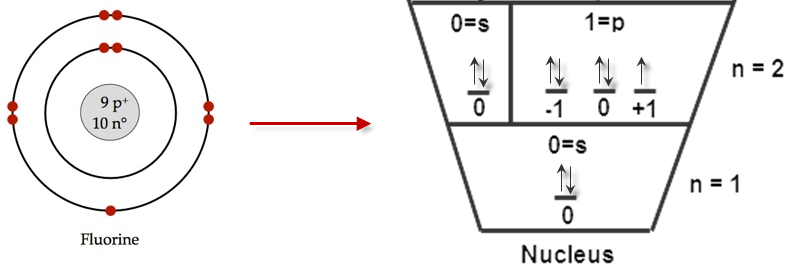 9 p⁺
10 n°
Fluorine
0=s
1=p
0
-1
0
+1
n = 2
0=s
0
n = 1
Nucleus